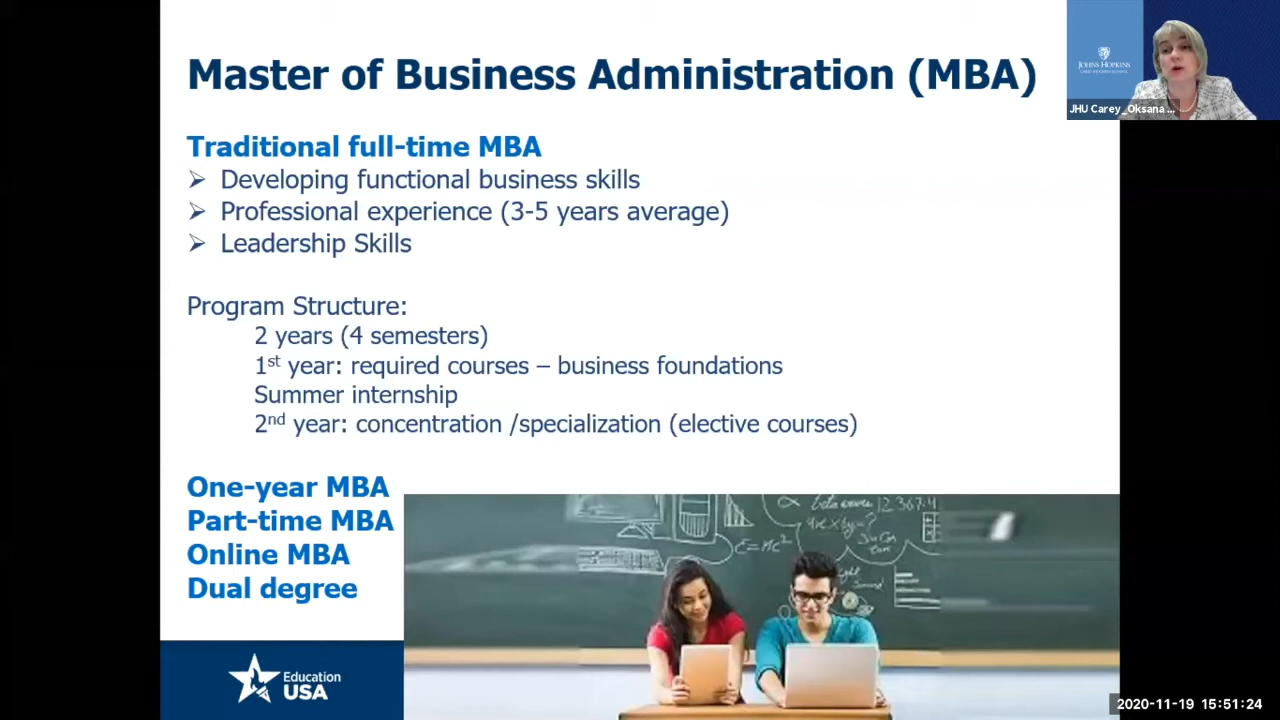 Master of Business Administration (MBA)
Traditional full-time MBA
➢ Developing functional business skills
➢ Professional experience (3-5 years average)
➢ Leadership Skills
Program Structure:
2 years (4 semesters)
1st year: required courses – business foundations
Summer internship
2nd year: concentration /specialization (elective courses)
One-year MBA
Part-time MBA
Online MBA
Dual degree
Education
USA
JOHNS HOPKINS
JHU Carey_Oksana ...
E=mc²
2020-11-19 15:51:24